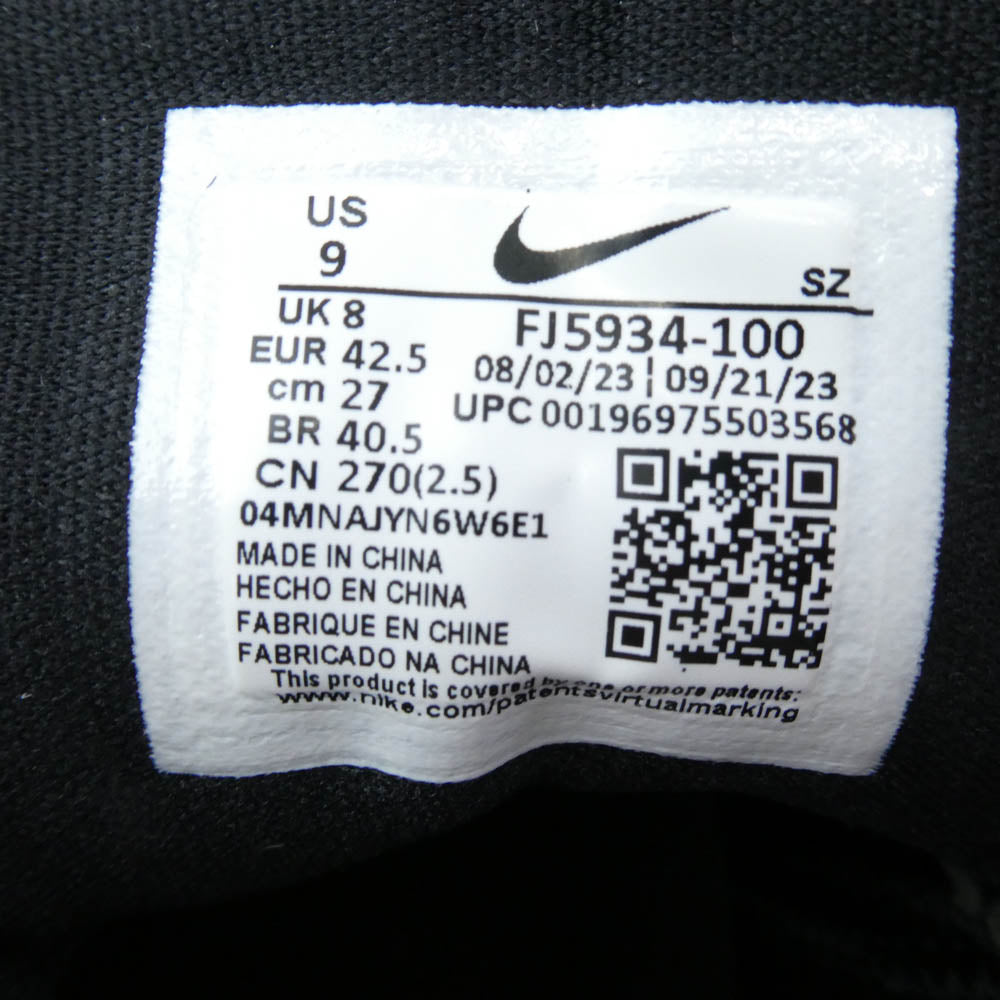 US
9
SZ
UK 8
EUR 42.5
cm 27
BR 40.5
CN 270(2.5)
FJ5934-100
08/02/23 | 09/21/23
UPC 00196975503568
04MNAJYN6W6E1
MADE IN CHINA
HECHO EN CHINA
FABRIQUE EN CHINE
FABRICADO NA CHINA
This product is covered by one or more patents:
www.nike.com/patentsvirtualmarking